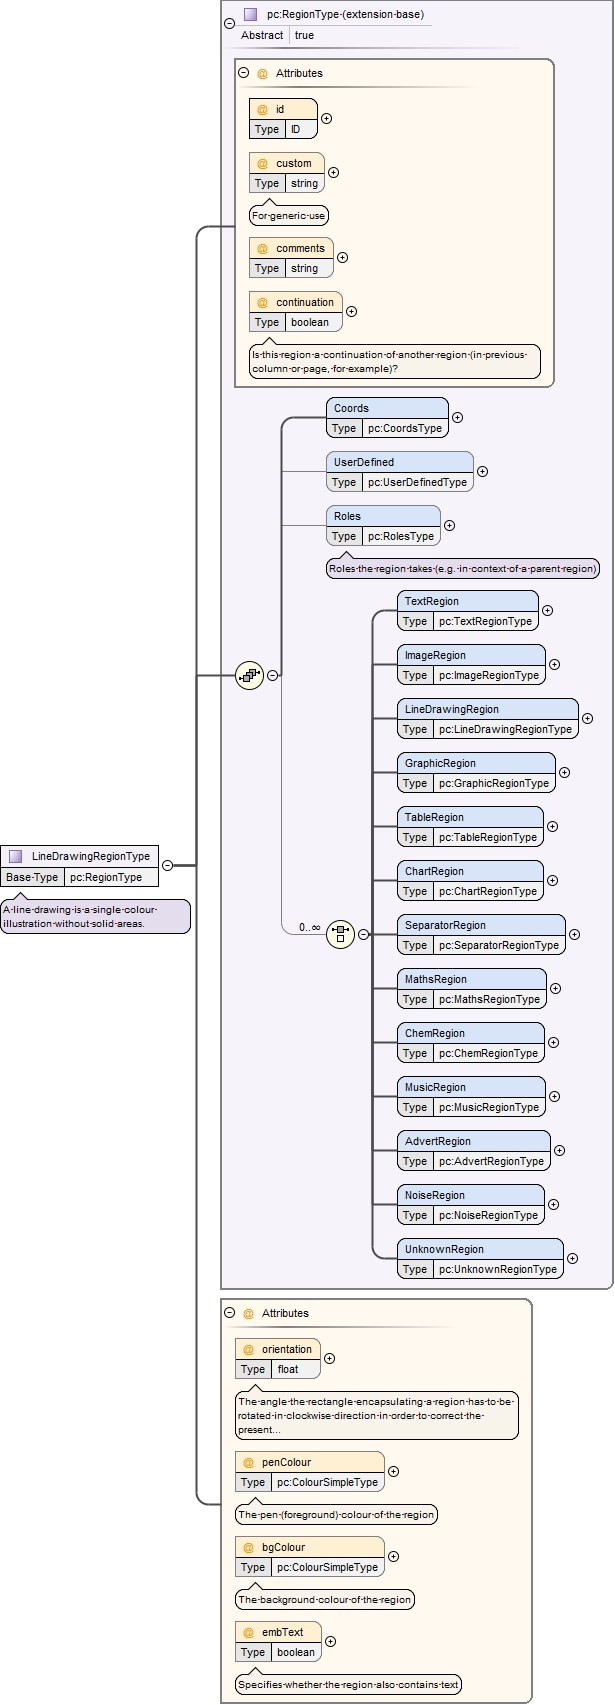 pc:RegionType (extension base)
Abstract true
@ Attributes
@ id
Type ID
@ custom
Type string
For generic use
@ comments
Type string
@ continuation
Type boolean
Is this region a continuation of another region (in previous
column or page, for example)?
Coords
Type pc:CoordsType
UserDefined
Type pc:UserDefinedType
Roles
Type pc:RolesType
Roles the region takes (e.g. in context of a parent region)
TextRegion
Type pc:TextRegionType
ImageRegion
Type pc:ImageRegionType
LineDrawingRegion
Type pc:LineDrawingRegionType
GraphicRegion
Type pc:GraphicRegionType
TableRegion
Type pc:TableRegionType
ChartRegion
Type pc:ChartRegionType
LineDrawingRegionType
Base Type pc:RegionType
A line drawing is a single colour
illustration without solid areas.
0..∞
SeparatorRegion
Type pc:SeparatorRegionType
MathsRegion
Type pc:MathsRegionType
ChemRegion
Type pc:ChemRegionType
MusicRegion
Type pc:MusicRegionType
AdvertRegion
Type pc:AdvertRegionType
NoiseRegion
Type pc:NoiseRegionType
UnknownRegion
Type pc:UnknownRegionType
@ Attributes
@ orientation
Type float
The angle the rectangle encapsulating a region has to be
rotated in clockwise direction in order to correct the
present...
@ penColour
Type pc:ColourSimpleType
The pen (foreground) colour of the region
@ bgColour
Type pc:ColourSimpleType
The background colour of the region
@ embText
Type boolean
Specifies whether the region also contains text